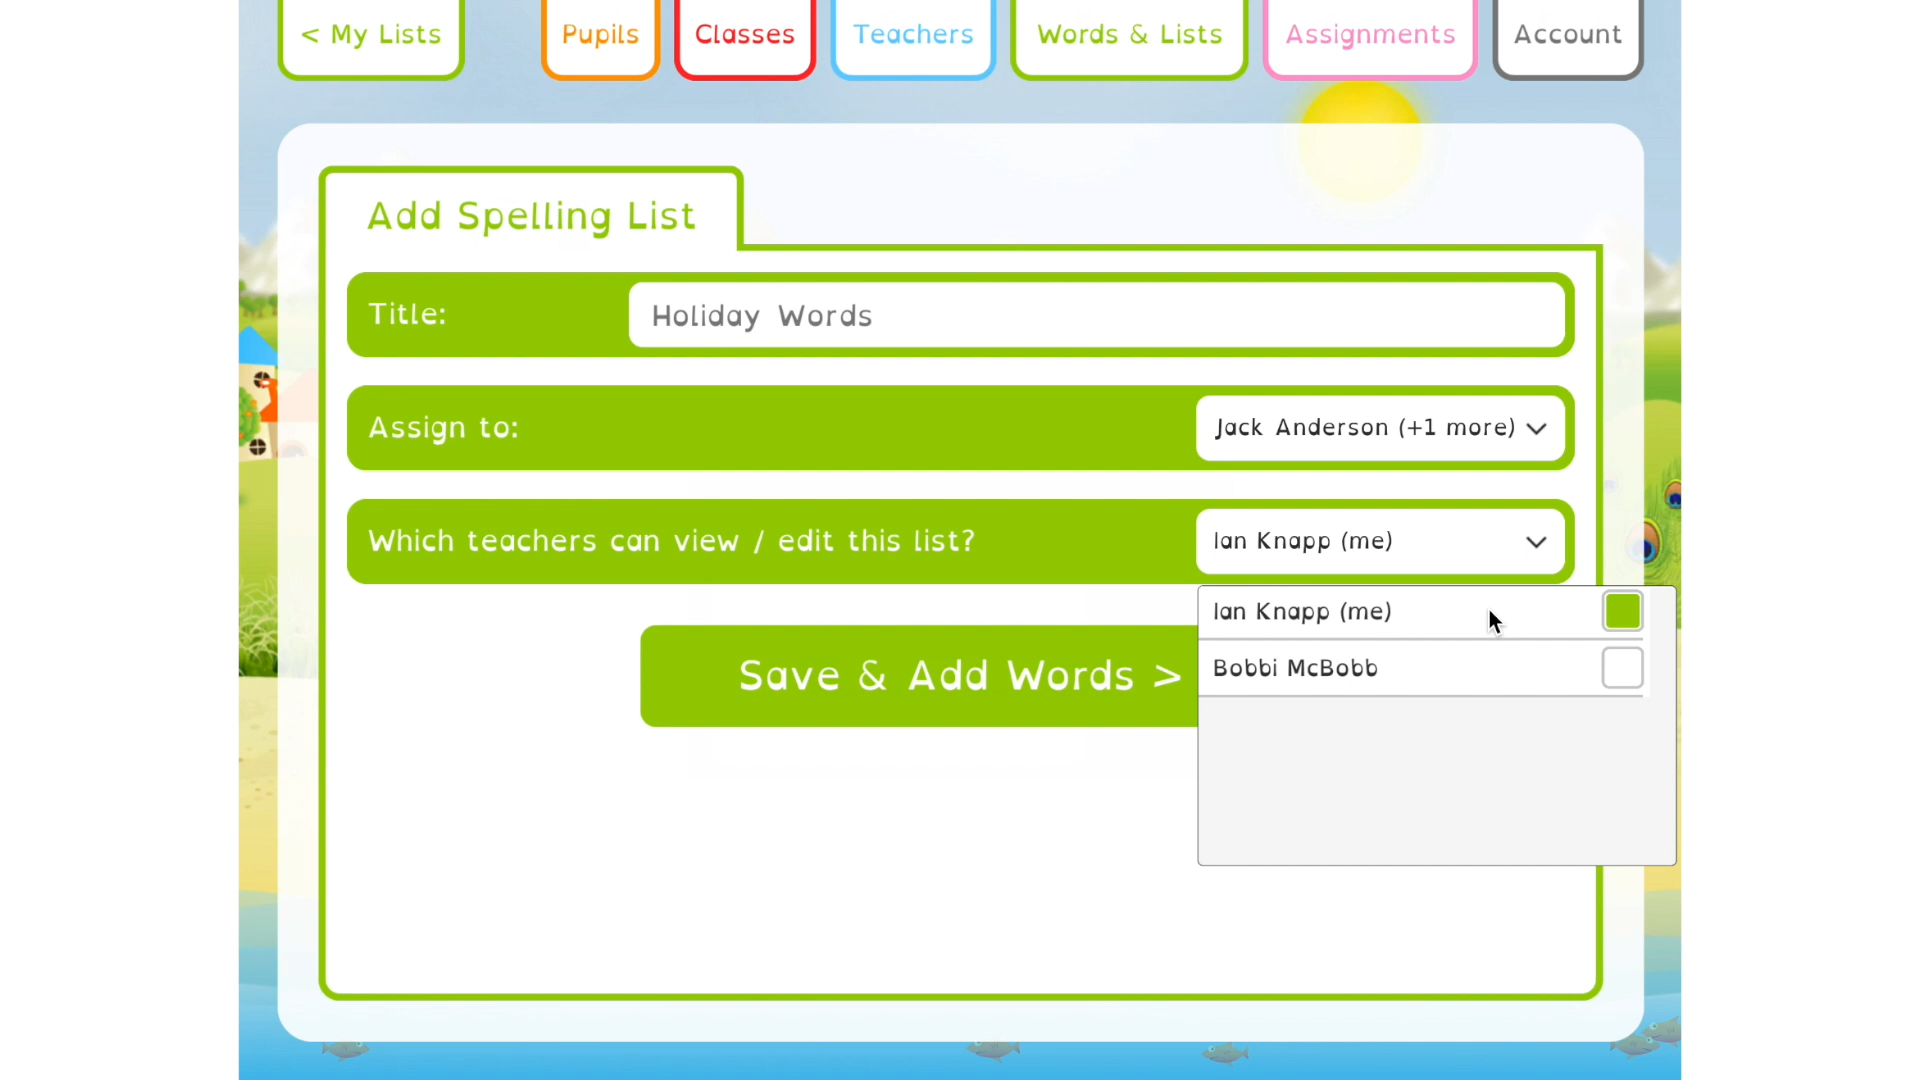 < My Lists
Pupils
Classes
Teachers
Words & Lists
Assignments
Account
Add Spelling List
Title:
Holiday Words
Assign to:
Jack Anderson (+1 more)
Which teachers can view / edit this list?
Ian Knapp (me)
Ian Knapp (me)
Bobbi McBobb
Save & Add Words >